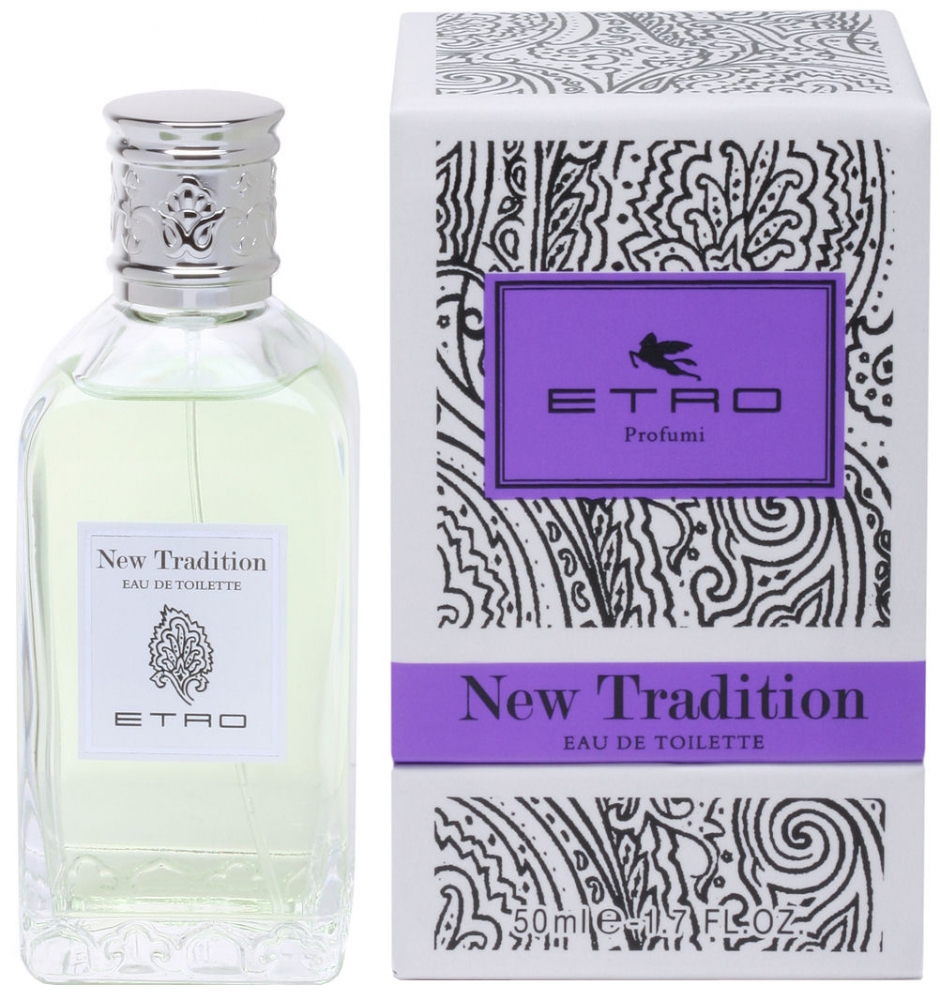 New Tradition
EAU DE TOILETTE
ETRO
ETRO
Profumi
New Tradition
EAU DE TOILETTE
50ml e -1.7 FL.OZ.